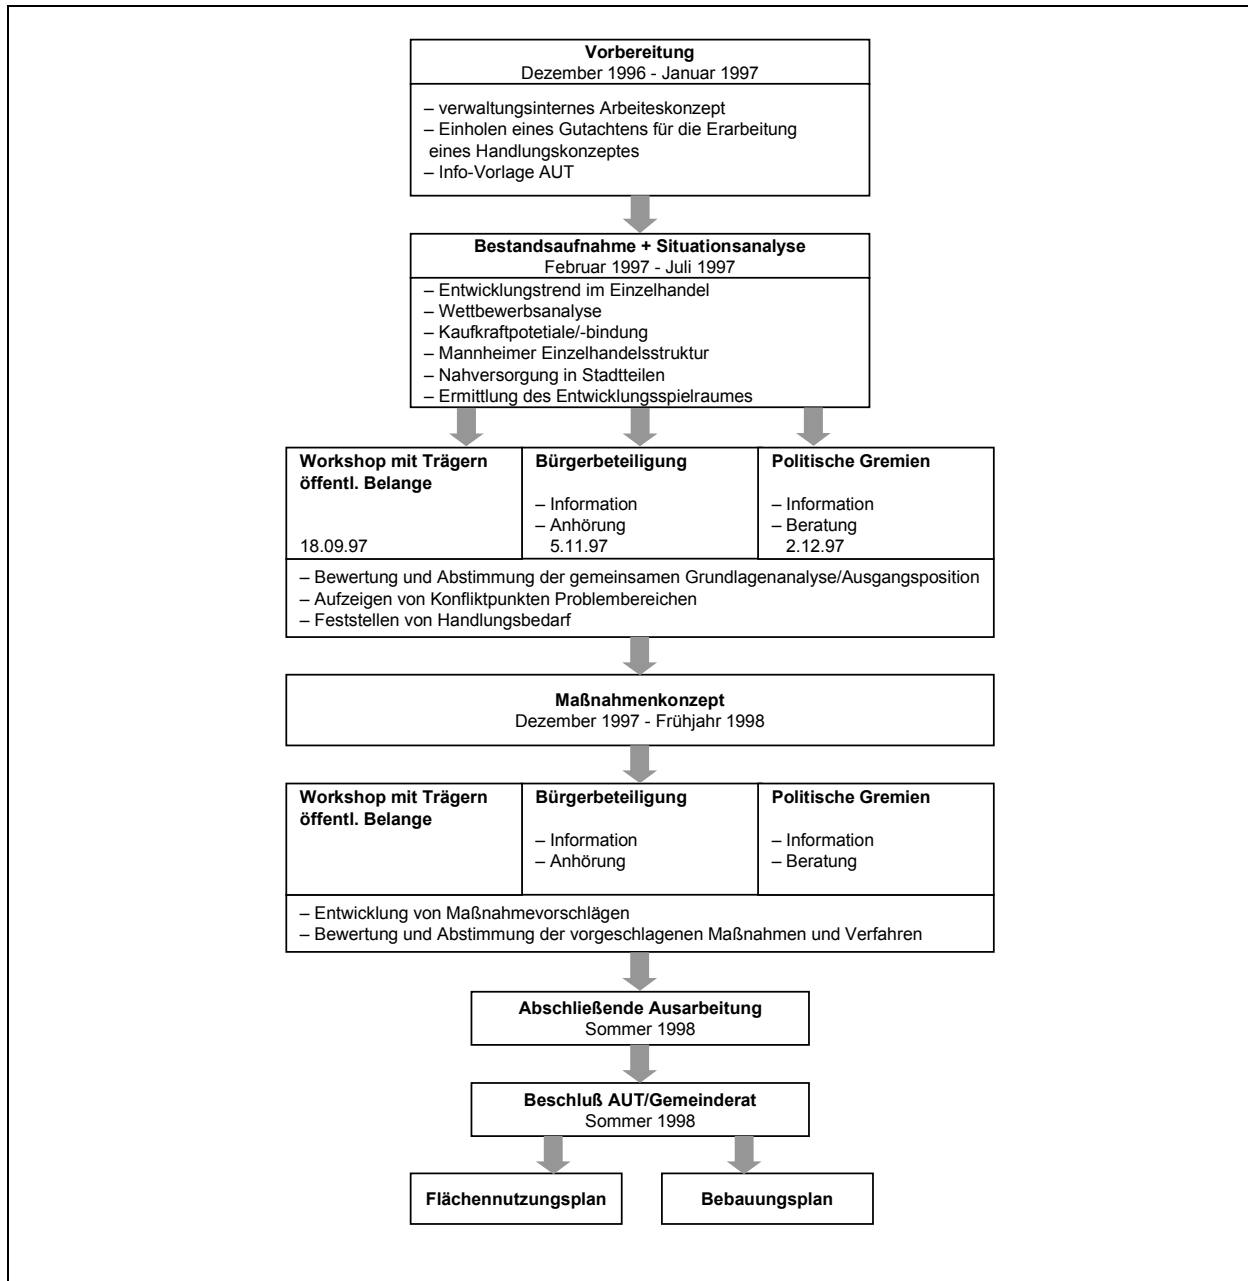 Vorbereitung
Dezember 1996 - Januar 1997
– verwaltungsinternes Arbeiteskonzept
– Einholen eines Gutachtens für die Erarbeitung
eines Handlungskonzeptes
– Info-Vorlage AUT
Bestandsaufnahme + Situationsanalyse
Februar 1997 - Juli 1997
– Entwicklungstrend im Einzelhandel
– Wettbewerbsanalyse
– Kaufkraftpotetiale/-bindung
– Mannheimer Einzelhandelsstruktur
– Nahversorgung in Stadtteilen
– Ermittlung des Entwicklungsspielraumes
Workshop mit Trägern
öffentl. Belange
18.09.97
Bürgerbeteiligung
– Information
– Anhörung
5.11.97
Politische Gremien
– Information
– Beratung
2.12.97
– Bewertung und Abstimmung der gemeinsamen Grundlagenanalyse/Ausgangsposition
– Aufzeigen von Konfliktpunkten Problembereichen
– Feststellen von Handlungsbedarf
Maßnahmenkonzept
Dezember 1997 - Frühjahr 1998
Workshop mit Trägern
öffentl. Belange
Bürgerbeteiligung
– Information
– Anhörung
Politische Gremien
– Information
– Beratung
– Entwicklung von Maßnahmevorschlägen
– Bewertung und Abstimmung der vorgeschlagenen Maßnahmen und Verfahren
Abschließende Ausarbeitung
Sommer 1998
Beschluß AUT/Gemeinderat
Sommer 1998
Flächennutzungsplan
Bebauungsplan